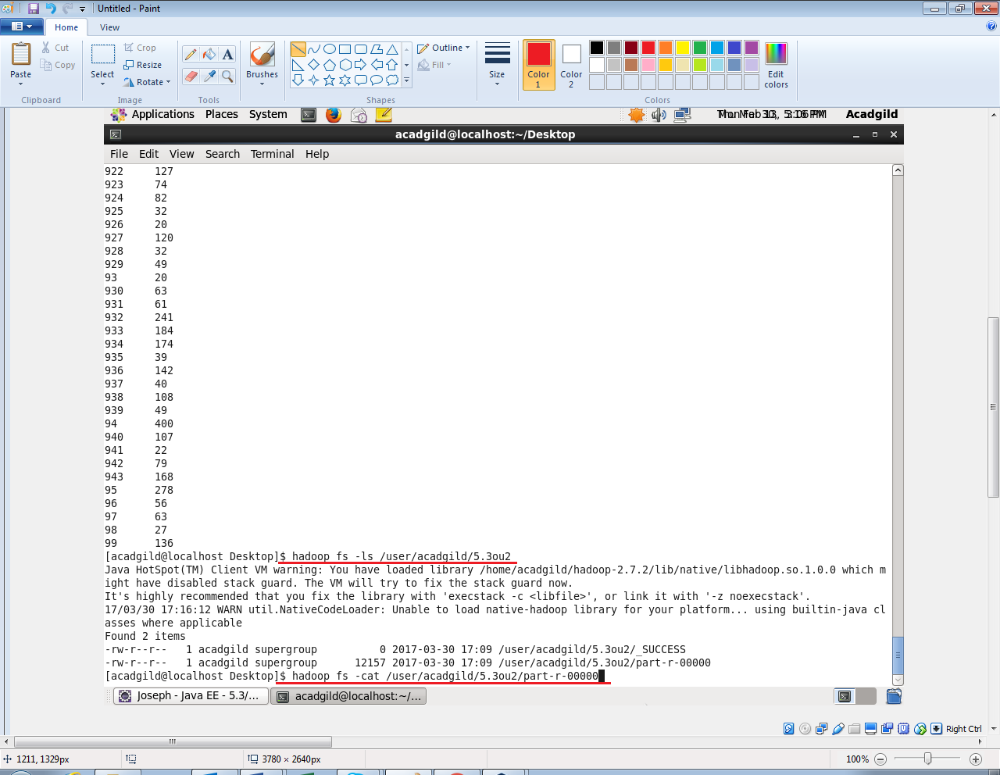 Untitled - Paint
Home View
Paste
Cut
Copy
Clipboard
Select
Crop
Resize
Rotate
Image
Tools
Brushes
Outline
Fill
Shapes
Size
Color 1
Color 2
Edit colors
Colors
Applications Places System
Acadgild
acadgild@localhost:~/Desktop
File Edit View Search Terminal Help
922 127
923 74
924 82
925 32
926 20
927 120
928 32
929 49
93 20
930 63
931 61
932 241
933 184
934 174
935 39
936 142
937 40
938 108
939 49
94 400
940 107
941 22
942 79
943 168
95 278
96 56
97 63
98 27
99 136
[acadgild@localhost Desktop]$ hadoop fs -ls /user/acadgild/5.3ou2
Java HotSpot(TM) Client VM warning: You have loaded library /home/acadgild/hadoop-2.7.2/lib/native/libhadoop.so.1.0.0 which m
ight have disabled stack guard. The VM will try to fix the stack guard now.
It's highly recommended that you fix the library with 'execstack -c <libfile>', or link it with '-z noexecstack'.
17/03/30 17:16:12 WARN util.NativeCodeLoader: Unable to load native-hadoop library for your platform... using builtin-java cl
asses where applicable
Found 2 items
-rw-r--r-- 1 acadgild supergroup 0 2017-03-30 17:09 /user/acadgild/5.3ou2/_SUCCESS
-rw-r--r-- 1 acadgild supergroup 12157 2017-03-30 17:09 /user/acadgild/5.3ou2/part-r-00000
[acadgild@localhost Desktop]$ hadoop fs -cat /user/acadgild/5.3ou2/part-r-00000
Joseph - Java EE - 5.3/... acadgild@localhost:~/...
Right Ctrl
1211, 1329px 3780 × 2640px 100%